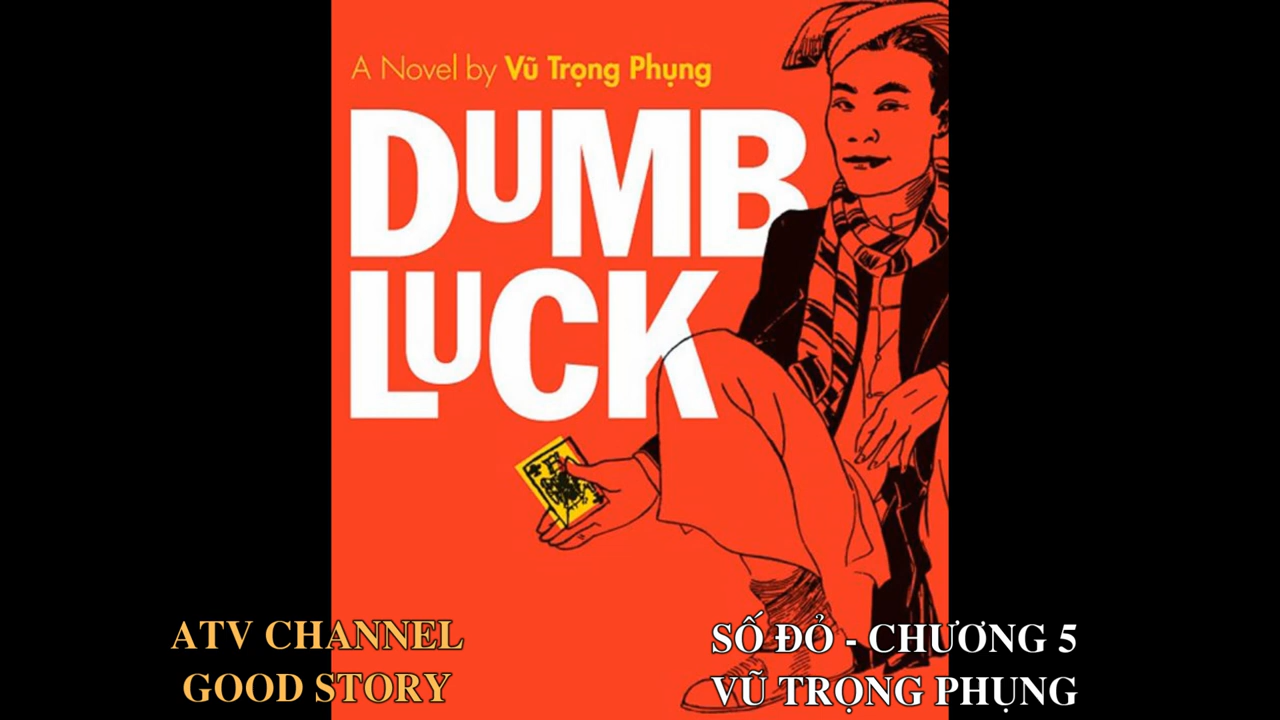 A Novel by Vũ Trọng Phụng
DUMB
LUCK
ATV CHANNEL
GOOD STORY
SỐ ĐỎ - CHƯƠNG 5
VŨ TRỌNG PHỤNG